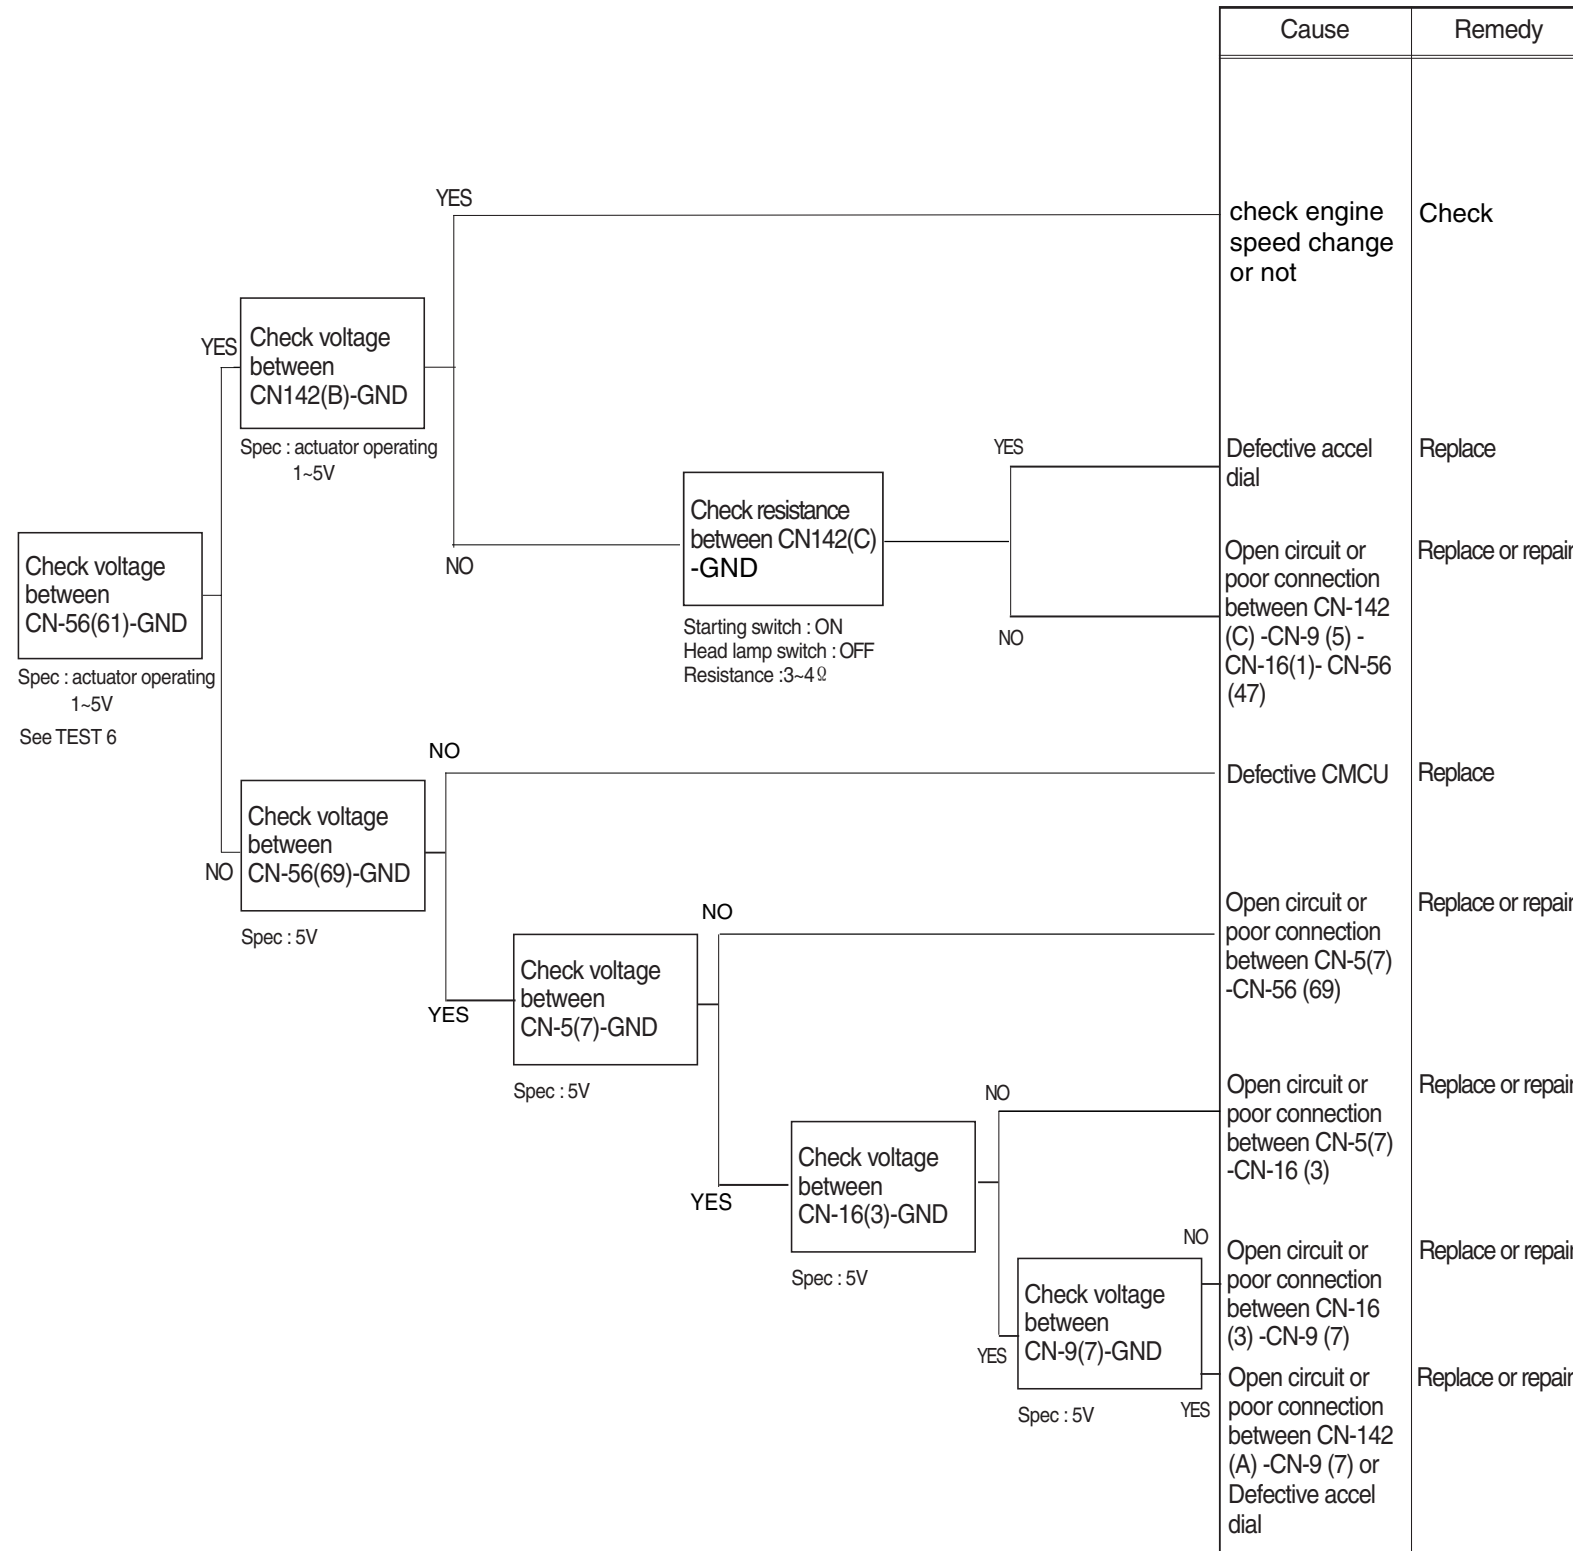 Cause
Remedy
YES
check engine
speed change
or not
Check
YES
Check voltage
between
CN142(B)-GND
Spec : actuator operating
1~5V
YES
Defective accel
dial
Replace
Check resistance
between CN142(C)
-GND
NO
Starting switch : ON
Head lamp switch : OFF
Resistance :3~4Ω
NO
Open circuit or
poor connection
between CN-142
(C) -CN-9 (5) -
CN-16(1)- CN-56
(47)
Replace or repair
Check voltage
between
CN-56(61)-GND
Spec : actuator operating
1~5V
See TEST 6
NO
Defective CMCU
Replace
Check voltage
between
CN-56(69)-GND
NO
Spec : 5V
NO
Open circuit or
poor connection
between CN-5(7)
-CN-56 (69)
Replace or repair
YES
Check voltage
between
CN-5(7)-GND
Spec : 5V
NO
Open circuit or
poor connection
between CN-5(7)
-CN-16 (3)
Replace or repair
YES
Check voltage
between
CN-16(3)-GND
Spec : 5V
NO
Open circuit or
poor connection
between CN-16
(3) -CN-9 (7)
Replace or repair
YES
Check voltage
between
CN-9(7)-GND
Spec : 5V
YES
Open circuit or
poor connection
between CN-142
(A) -CN-9 (7) or
Defective accel
dial
Replace or repair